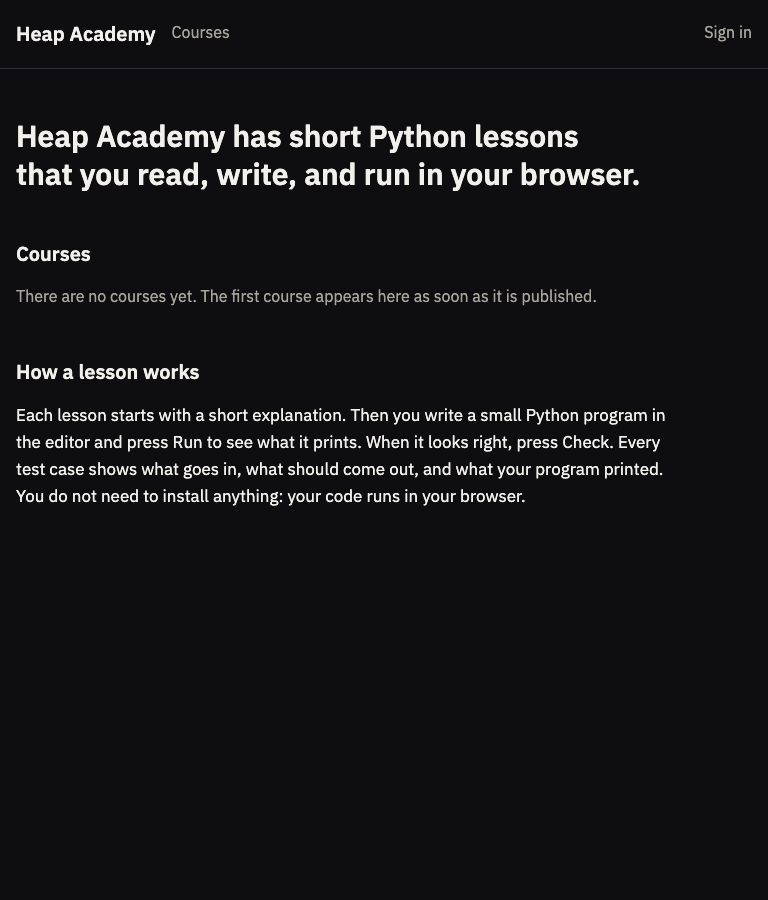 Heap Academy Courses Sign in
Heap Academy has short Python lessons
that you read, write, and run in your browser.
Courses
There are no courses yet. The first course appears here as soon as it is published.
How a lesson works
Each lesson starts with a short explanation. Then you write a small Python program in
the editor and press Run to see what it prints. When it looks right, press Check. Every
test case shows what goes in, what should come out, and what your program printed.
You do not need to install anything: your code runs in your browser.